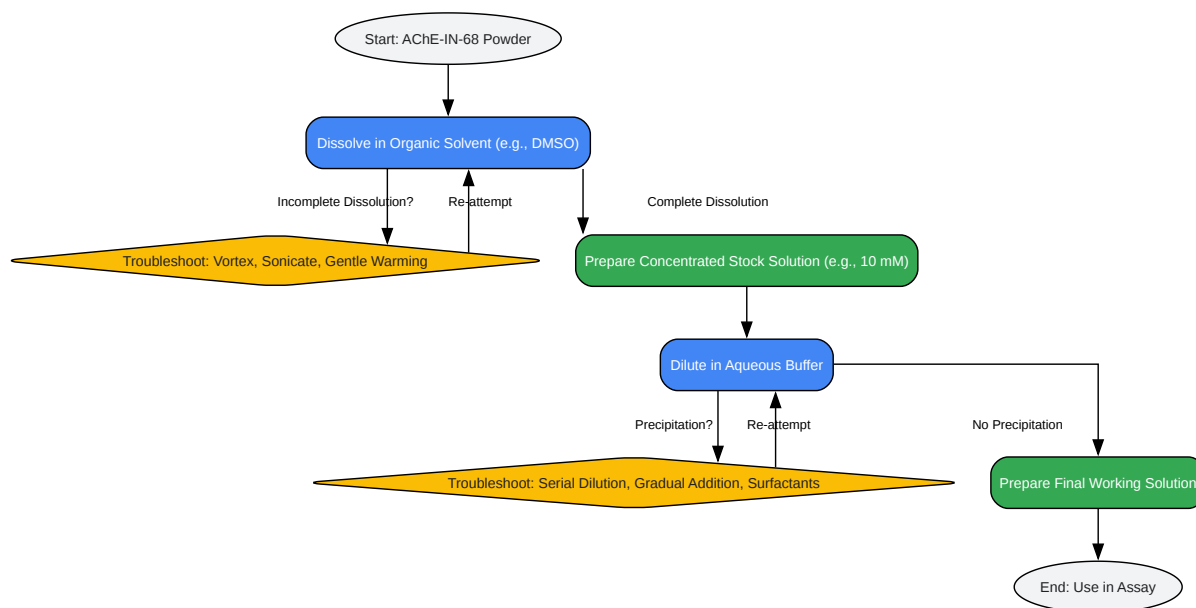 Start: AChE-IN-68 Powder
Dissolve in Organic Solvent (e.g., DMSO)
Incomplete Dissolution?
Re-attempt
Complete Dissolution
Troubleshoot: Vortex, Sonicate, Gentle Warming
Prepare Concentrated Stock Solution (e.g., 10 mM)
Dilute in Aqueous Buffer
Precipitation?
Re-attempt
No Precipitation
Troubleshoot: Serial Dilution, Gradual Addition, Surfactants
Prepare Final Working Solution
End: Use in Assay